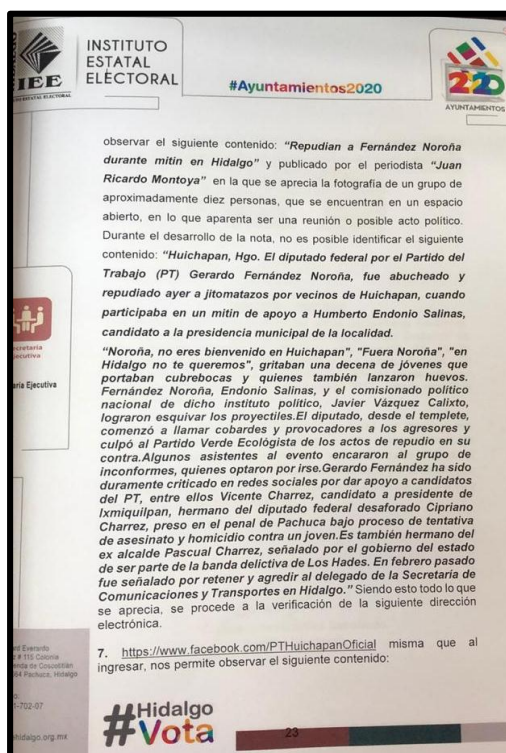 IEE
INSTITUTO
ESTATAL
ELECTORAL
#Ayuntamientos2020
2020
AYUNTAMIENTOS
observar el siguiente contenido: “Repudian a Fernández Noroña
durante mitin en Hidalgo” y publicado por el periodista “Juan
Ricardo Montoya” en la que se aprecia la fotografía de un grupo de
aproximadamente diez personas, que se encuentran en un espacio
abierto, en lo que aparenta ser una reunión o posible acto político.
Durante el desarrollo de la nota, no es posible identificar el siguiente
contenido: “Huichapan, Hgo. El diputado federal por el Partido del
Trabajo (PT) Gerardo Fernández Noroña, fue abucheado y
repudiado ayer a jitomatazos por vecinos de Huichapan, cuando
participaba en un mitin de apoyo a Humberto Endonio Salinas,
candidato a la presidencia municipal de la localidad.
“Noroña, no eres bienvenido en Huichapan", "Fuera Noroña", "en
Hidalgo no te queremos", gritaban una decena de jóvenes que
portaban cubrebocas y quienes también lanzaron huevos.
Fernández Noroña, Endonio Salinas, y el comisionado político
nacional de dicho instituto político, Javier Vázquez Calixto,
lograron esquivar los proyectiles.El diputado, desde el templete,
comenzó a llamar cobardes y provocadores a los agresores y
culpó al Partido Verde Ecológista de los actos de repudio en su
contra.Algunos asistentes al evento encararon al grupo de
inconformes, quienes optaron por irse.Gerardo Fernández ha sido
duramente criticado en redes sociales por dar apoyo a candidatos
del PT, entre ellos Vicente Charrez, candidato a presidente de
Ixmiquilpan, hermano del diputado federal desaforado Cipriano
Charrez, preso en el penal de Pachuca bajo proceso de tentativa
de asesinato y homicidio contra un joven.Es también hermano del
ex alcalde Pascual Charrez, señalado por el gobierno del estado
de ser parte de la banda delictiva de Los Hades. En febrero pasado
fue señalado por retener y agredir al delegado de la Secretaría de
Comunicaciones y Transportes en Hidalgo.” Siendo esto todo lo que
se aprecia, se procede a la verificación de la siguiente dirección
electrónica.
7. https://www.facebook.com/PTHuichapanOficial misma que al
ingresar, nos permite observar el siguiente contenido:
cretaría
jecutiva
aría Ejecutiva
rd Everardo
# 115 Colonia
enda de Coscotitlán
064 Pachuca, Hidalgo
1-702-07
hidalgo.org.mx
#Hidalgo
Vota
23